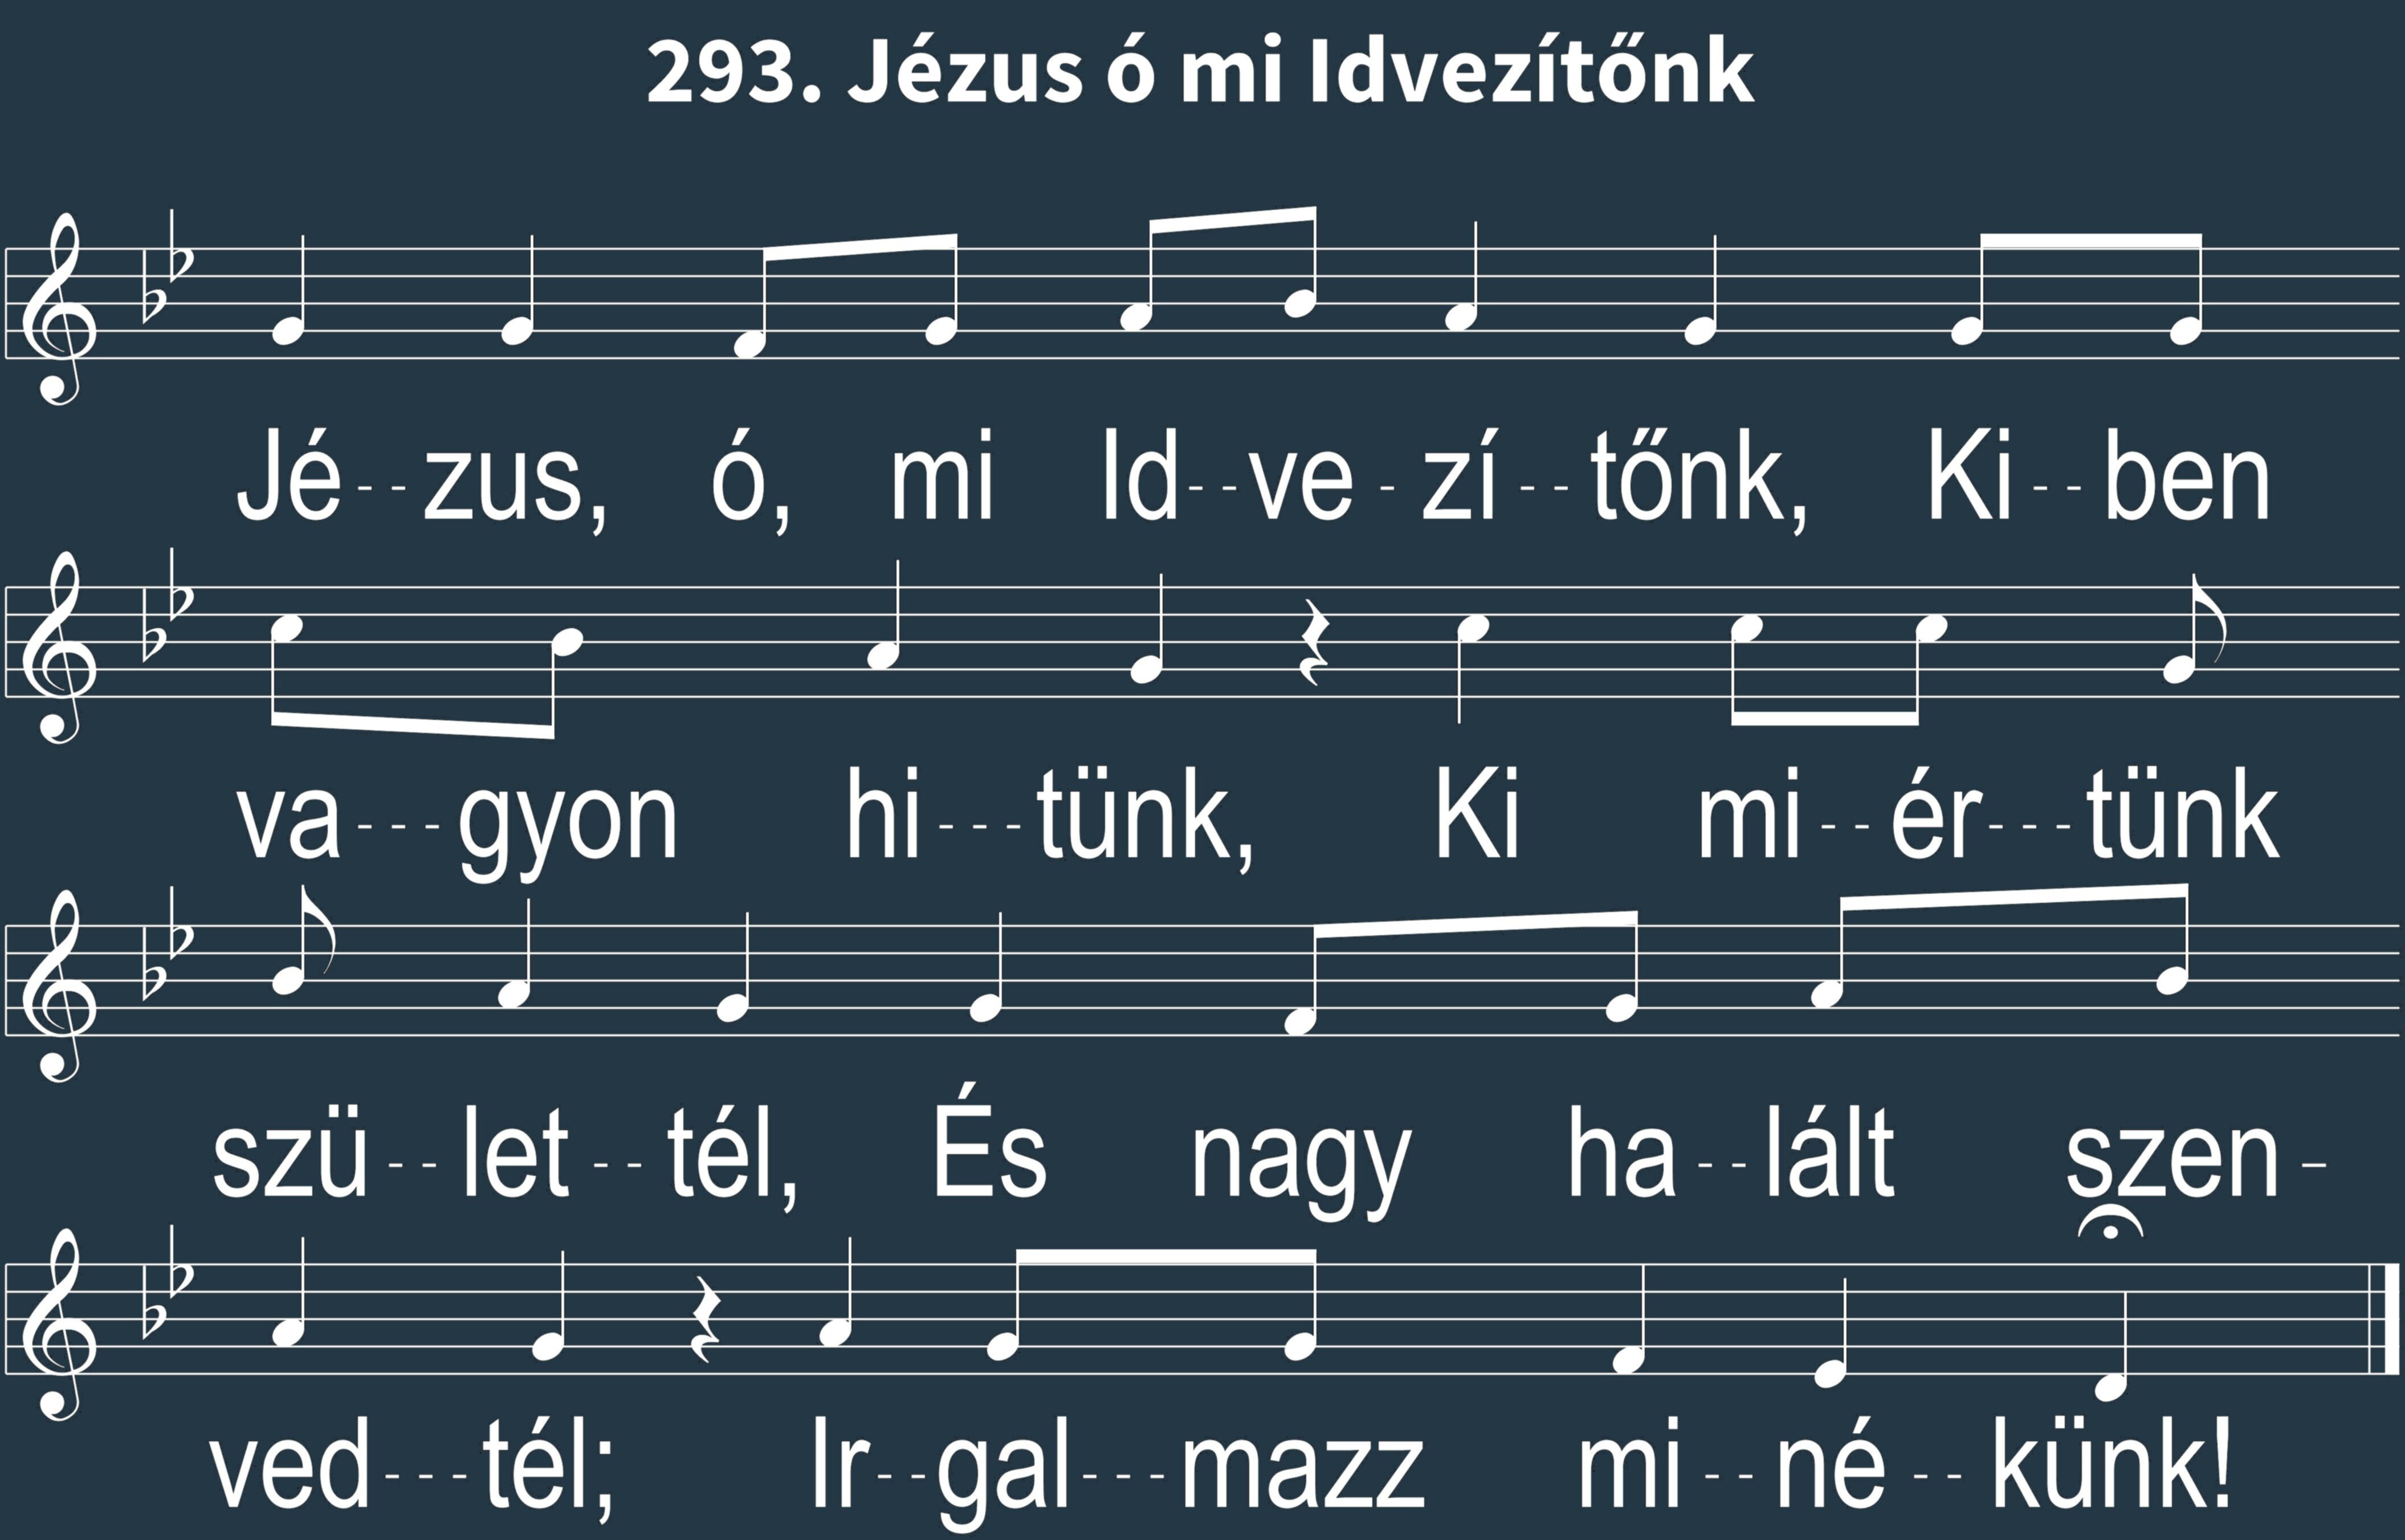 293. Jézus ó mi Idvezítőnk
Jé--zus, ó, mi Id--ve-zí--tőnk, Ki--ben
va---gyon hi---tünk, Ki mi--ér---tünk
szü--let--tél, És nagy ha--lált szen-
ved---tél; Ir--gal---mazz mi--né--künk!